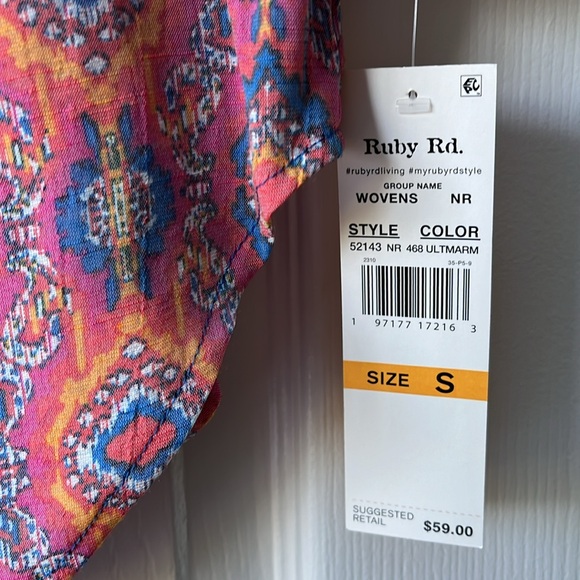 Ruby Rd.
#rubyrdliving #myrubyrdstyle
GROUP NAME
WOVENS NR
STYLE COLOR
52143 NR 468 ULTMARM
2310 35-P5-9
1 97177 17216 3
SIZE S
SUGGESTED
RETAIL $59.00